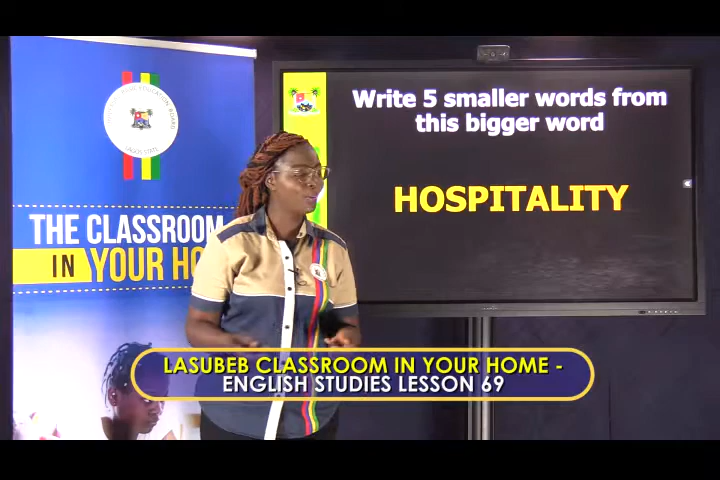 Write 5 smaller words from
this bigger word
HOSPITALITY
THE CLASSROOM
IN YOUR HO
LASUBEB CLASSROOM IN YOUR HOME -
ENGLISH STUDIES LESSON 69